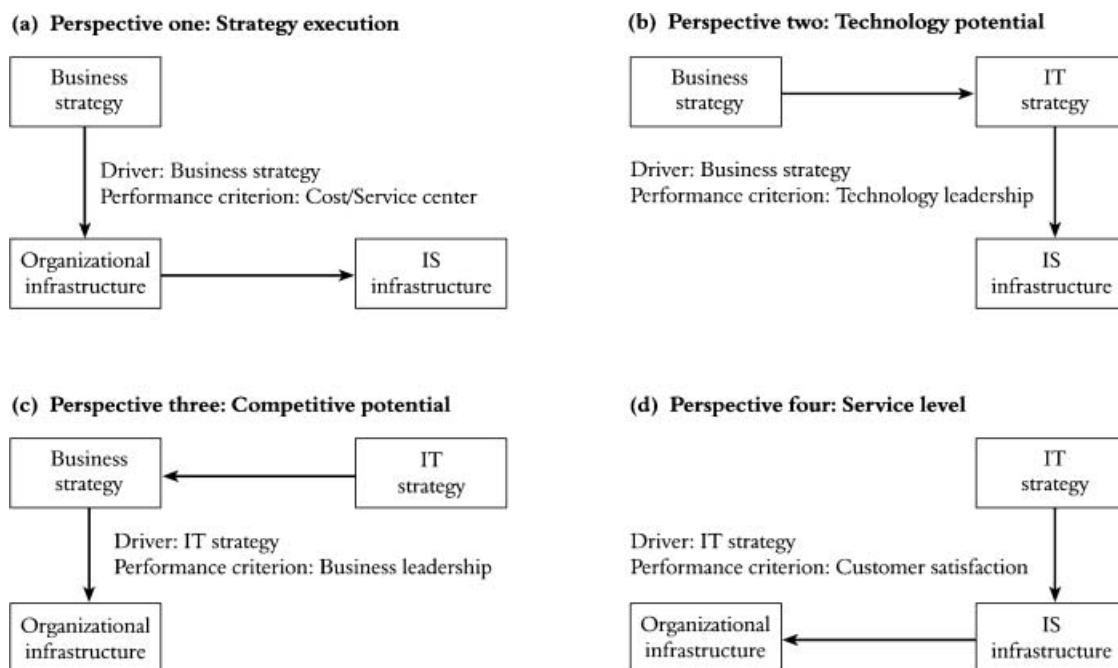 (a) Perspective one: Strategy execution
Business
strategy
Driver: Business strategy
Performance criterion: Cost/Service center
Organizational
infrastructure
IS
infrastructure
(b) Perspective two: Technology potential
Business
strategy
IT
strategy
Driver: Business strategy
Performance criterion: Technology leadership
IS
infrastructure
(c) Perspective three: Competitive potential
Business
strategy
IT
strategy
Driver: IT strategy
Performance criterion: Business leadership
Organizational
infrastructure
(d) Perspective four: Service level
IT
strategy
Driver: IT strategy
Performance criterion: Customer satisfaction
Organizational
infrastructure
IS
infrastructure